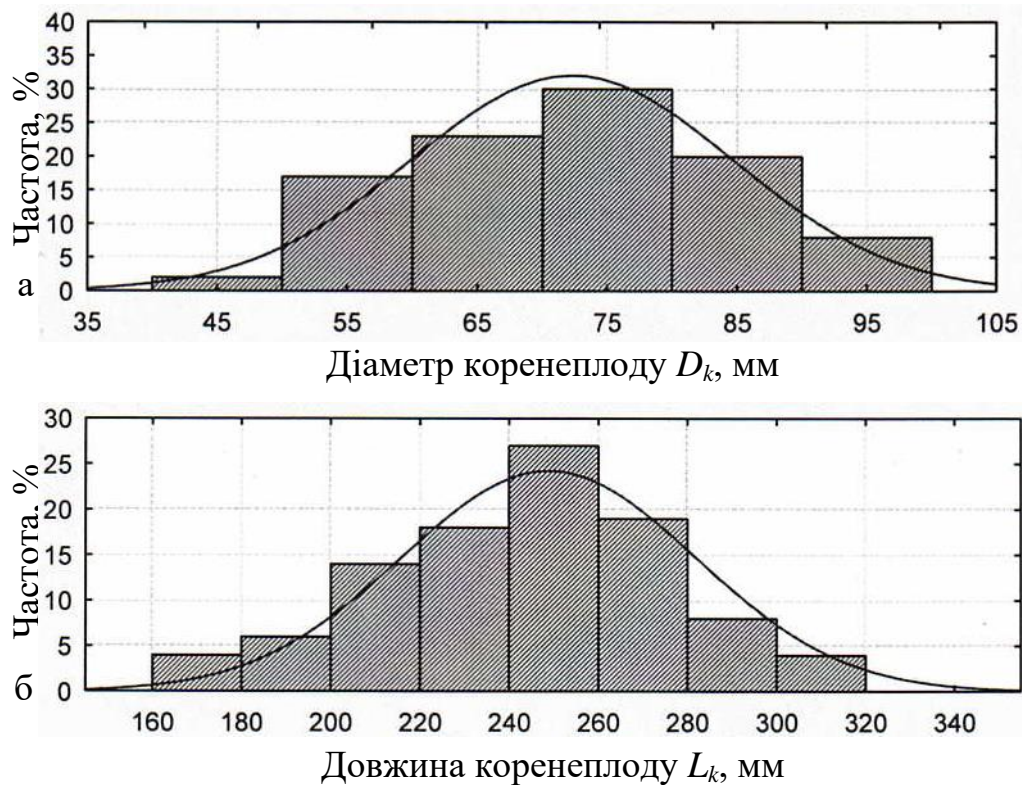 40
35
30
25
20
15
10
5
0
Частота, %
а
35 45 55 65 75 85 95 105
Діаметр коренеплоду Dk, мм
30
25
20
15
10
5
0
Частота. %
б
160 180 200 220 240 260 280 300 320 340
Довжина коренеплоду Lk, мм